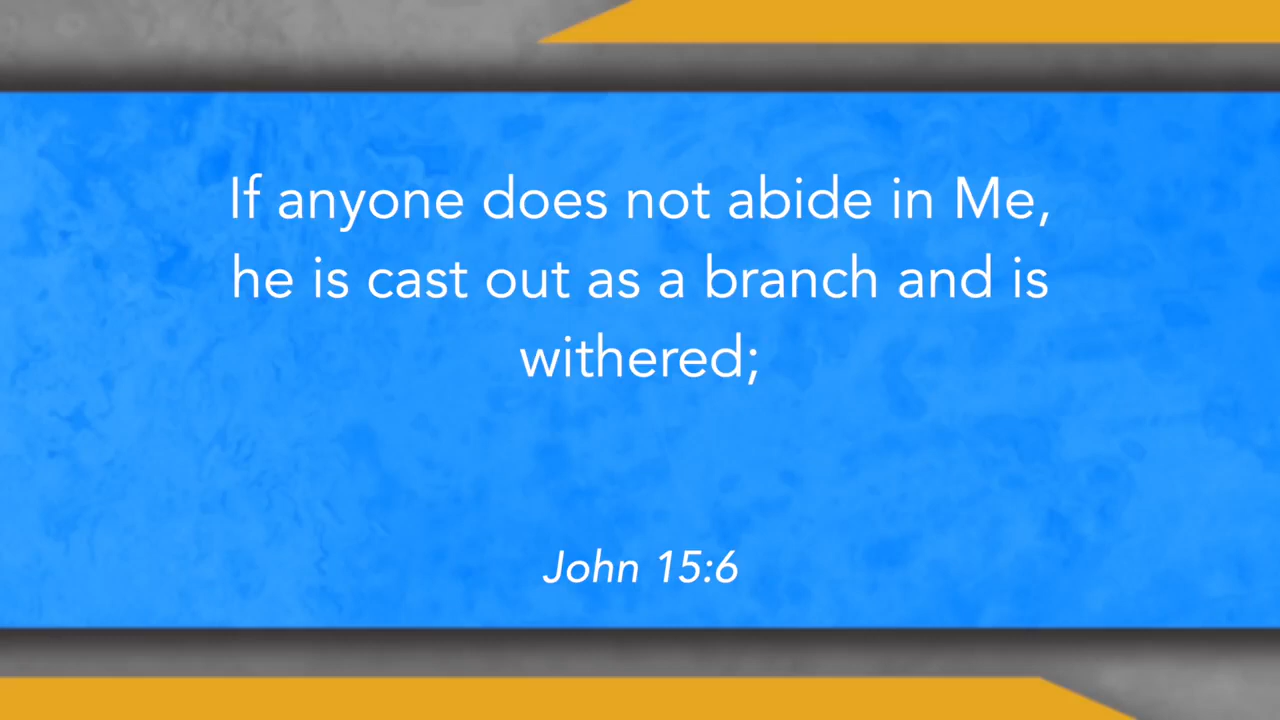 If anyone does not abide in Me,
he is cast out as a branch and is
withered;
John 15:6